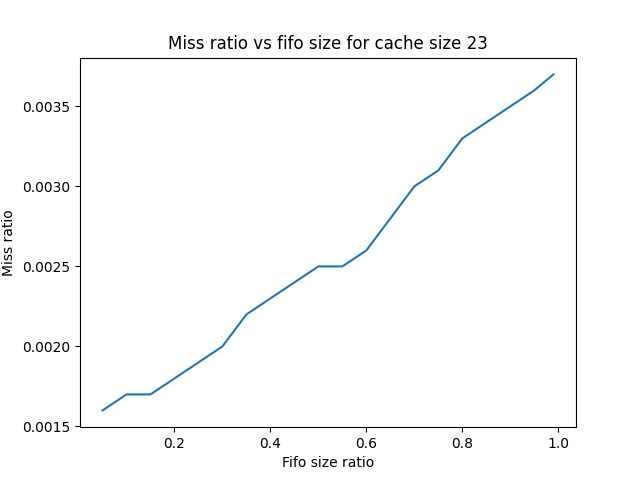 Miss ratio vs fifo size for cache size 23
0.0035
0.0030
0.0025
0.0020
0.0015
Miss ratio
0.2 0.4 0.6 0.8 1.0
Fifo size ratio